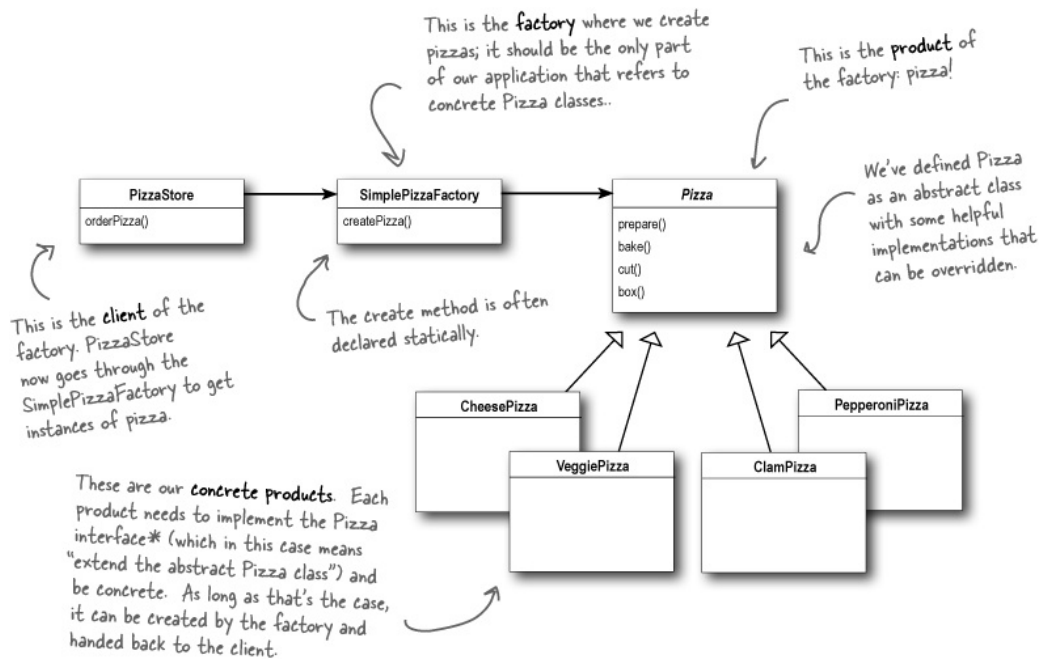 This is the factory where we create
pizzas; it should be the only part
of our application that refers to
concrete Pizza classes..
This is the product of
the factory: pizza!
We've defined Pizza
as an abstract class
with some helpful
implementations that
can be overridden.
PizzaStore
orderPizza()
SimplePizzaFactory
createPizza()
Pizza
prepare()
bake()
cut()
box()
This is the client of the
factory. PizzaStore
now goes through the
SimplePizzaFactory to get
instances of pizza.
The create method is often
declared statically.
CheesePizza
VeggiePizza
ClamPizza
PepperoniPizza
These are our concrete products. Each
product needs to implement the Pizza
interface* (which in this case means
"extend the abstract Pizza class") and
be concrete. As long as that's the case,
it can be created by the factory and
handed back to the client.